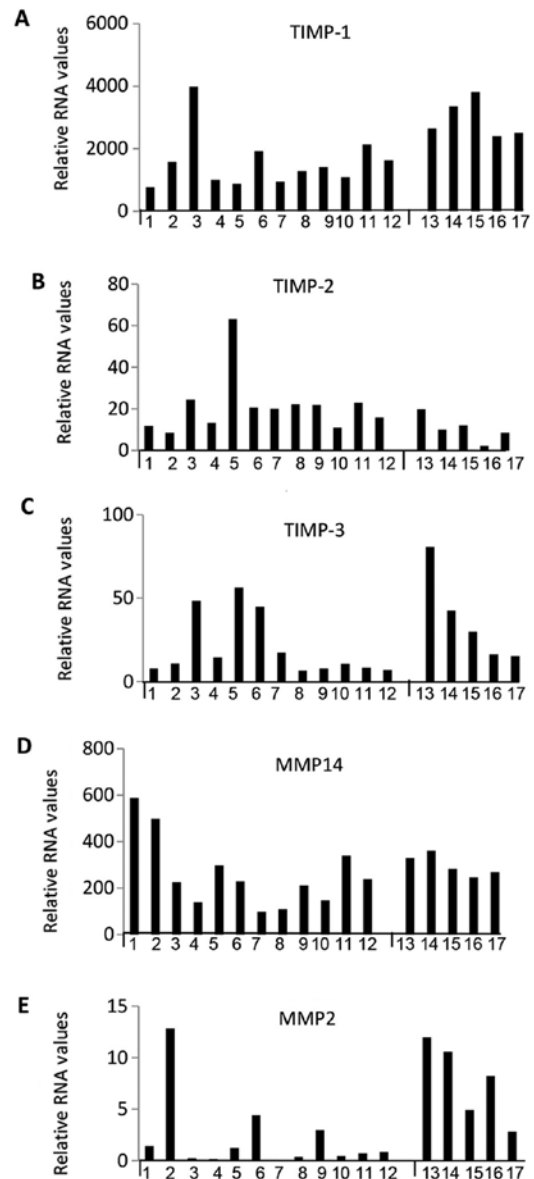 A
TIMP-1
Relative RNA values
6000
4000
2000
0
1 2 3 4 5 6 7 8 9 10 11 12 13 14 15 16 17
B
TIMP-2
Relative RNA values
80
60
40
20
0
1 2 3 4 5 6 7 8 9 10 11 12 13 14 15 16 17
C
TIMP-3
Relative RNA values
100
50
0
1 2 3 4 5 6 7 8 9 10 11 12 13 14 15 16 17
D
MMP14
Relative RNA values
800
600
400
200
0
1 2 3 4 5 6 7 8 9 10 11 12 13 14 15 16 17
E
MMP2
Relative RNA values
15
10
5
0
1 2 3 4 5 6 7 8 9 10 11 12 13 14 15 16 17